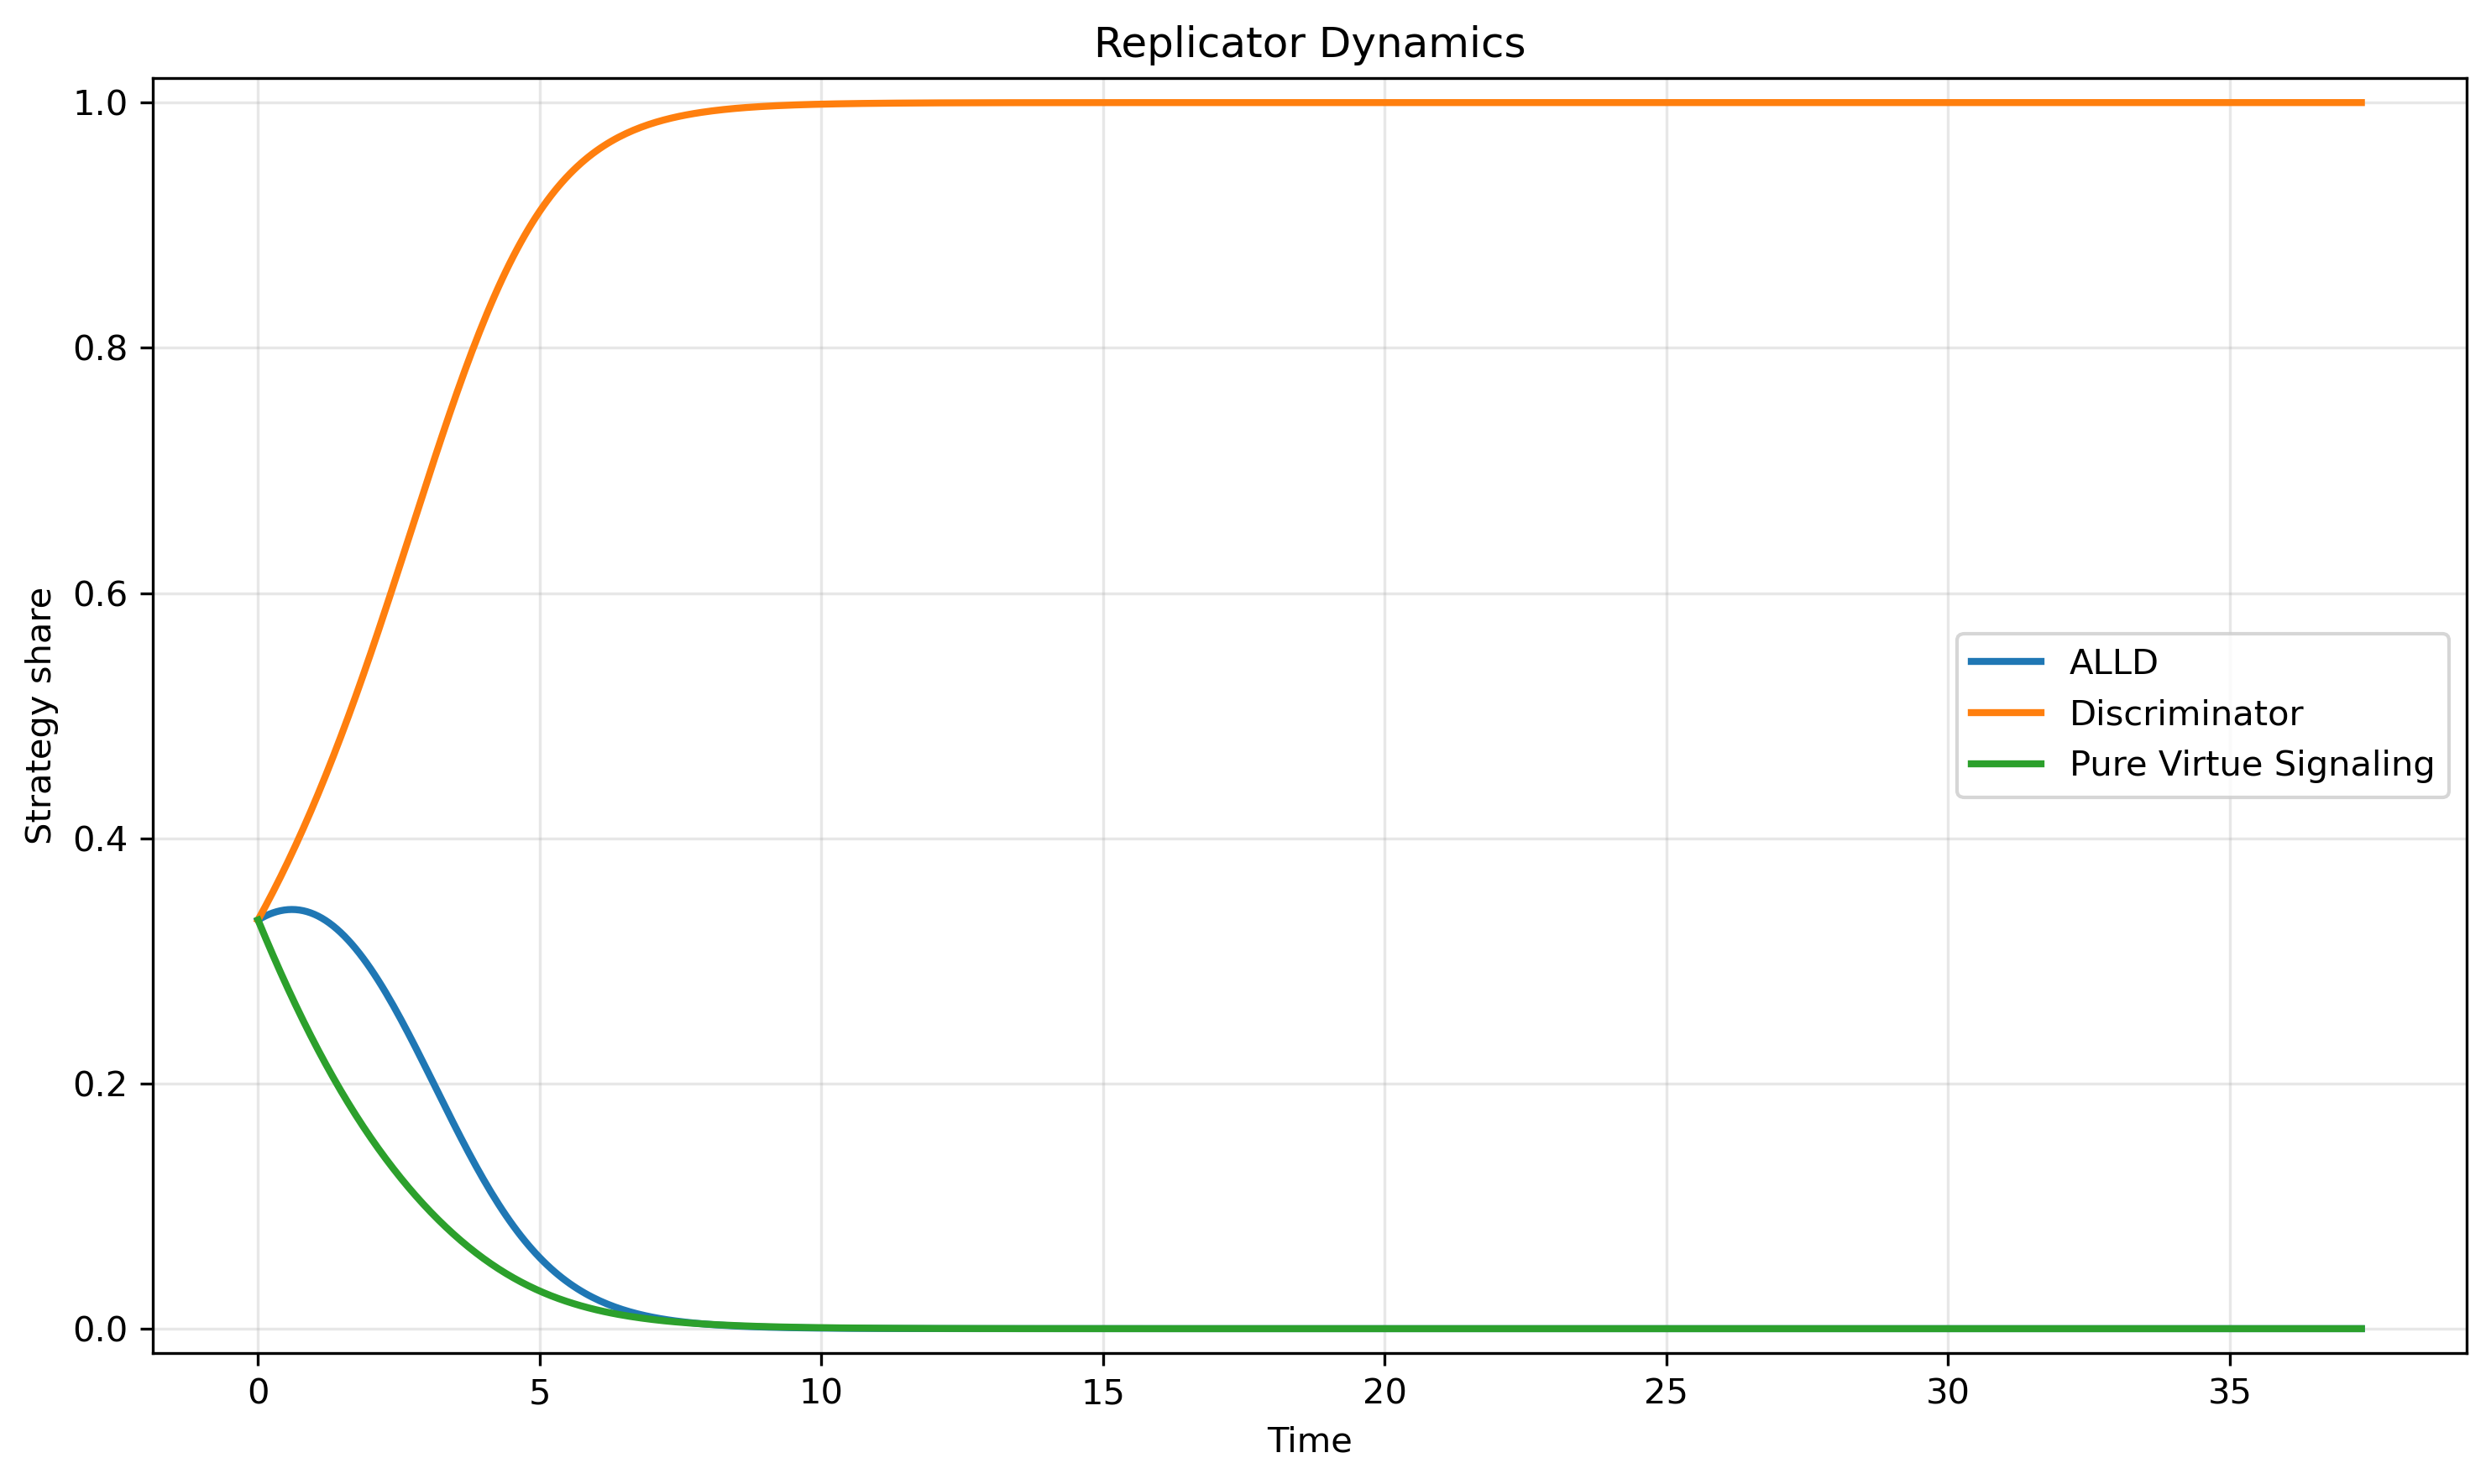 Replicator Dynamics
Strategy share
1.0
0.8
0.6
0.4
0.2
0.0
ALLD
Discriminator
Pure Virtue Signaling
0 5 10 15 20 25 30 35
Time